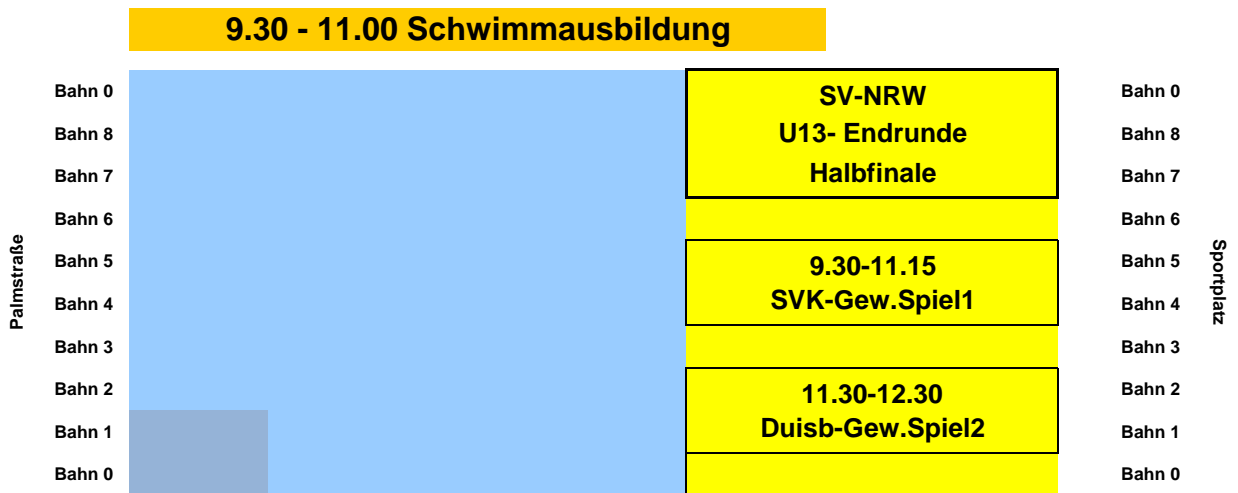 9.30 - 11.00 Schwimmausbildung
Bahn 0 SV-NRW Bahn 0
Bahn 8 U13- Endrunde Bahn 8
Bahn 7 Halbfinale Bahn 7
Bahn 6 Bahn 6
Palmstraße
Sportplatz
Bahn 5 9.30-11.15 Bahn 5
Bahn 4 SVK-Gew.Spiel1 Bahn 4
Bahn 3 Bahn 3
Bahn 2 11.30-12.30 Bahn 2
Bahn 1 Duisb-Gew.Spiel2 Bahn 1
Bahn 0 Bahn 0